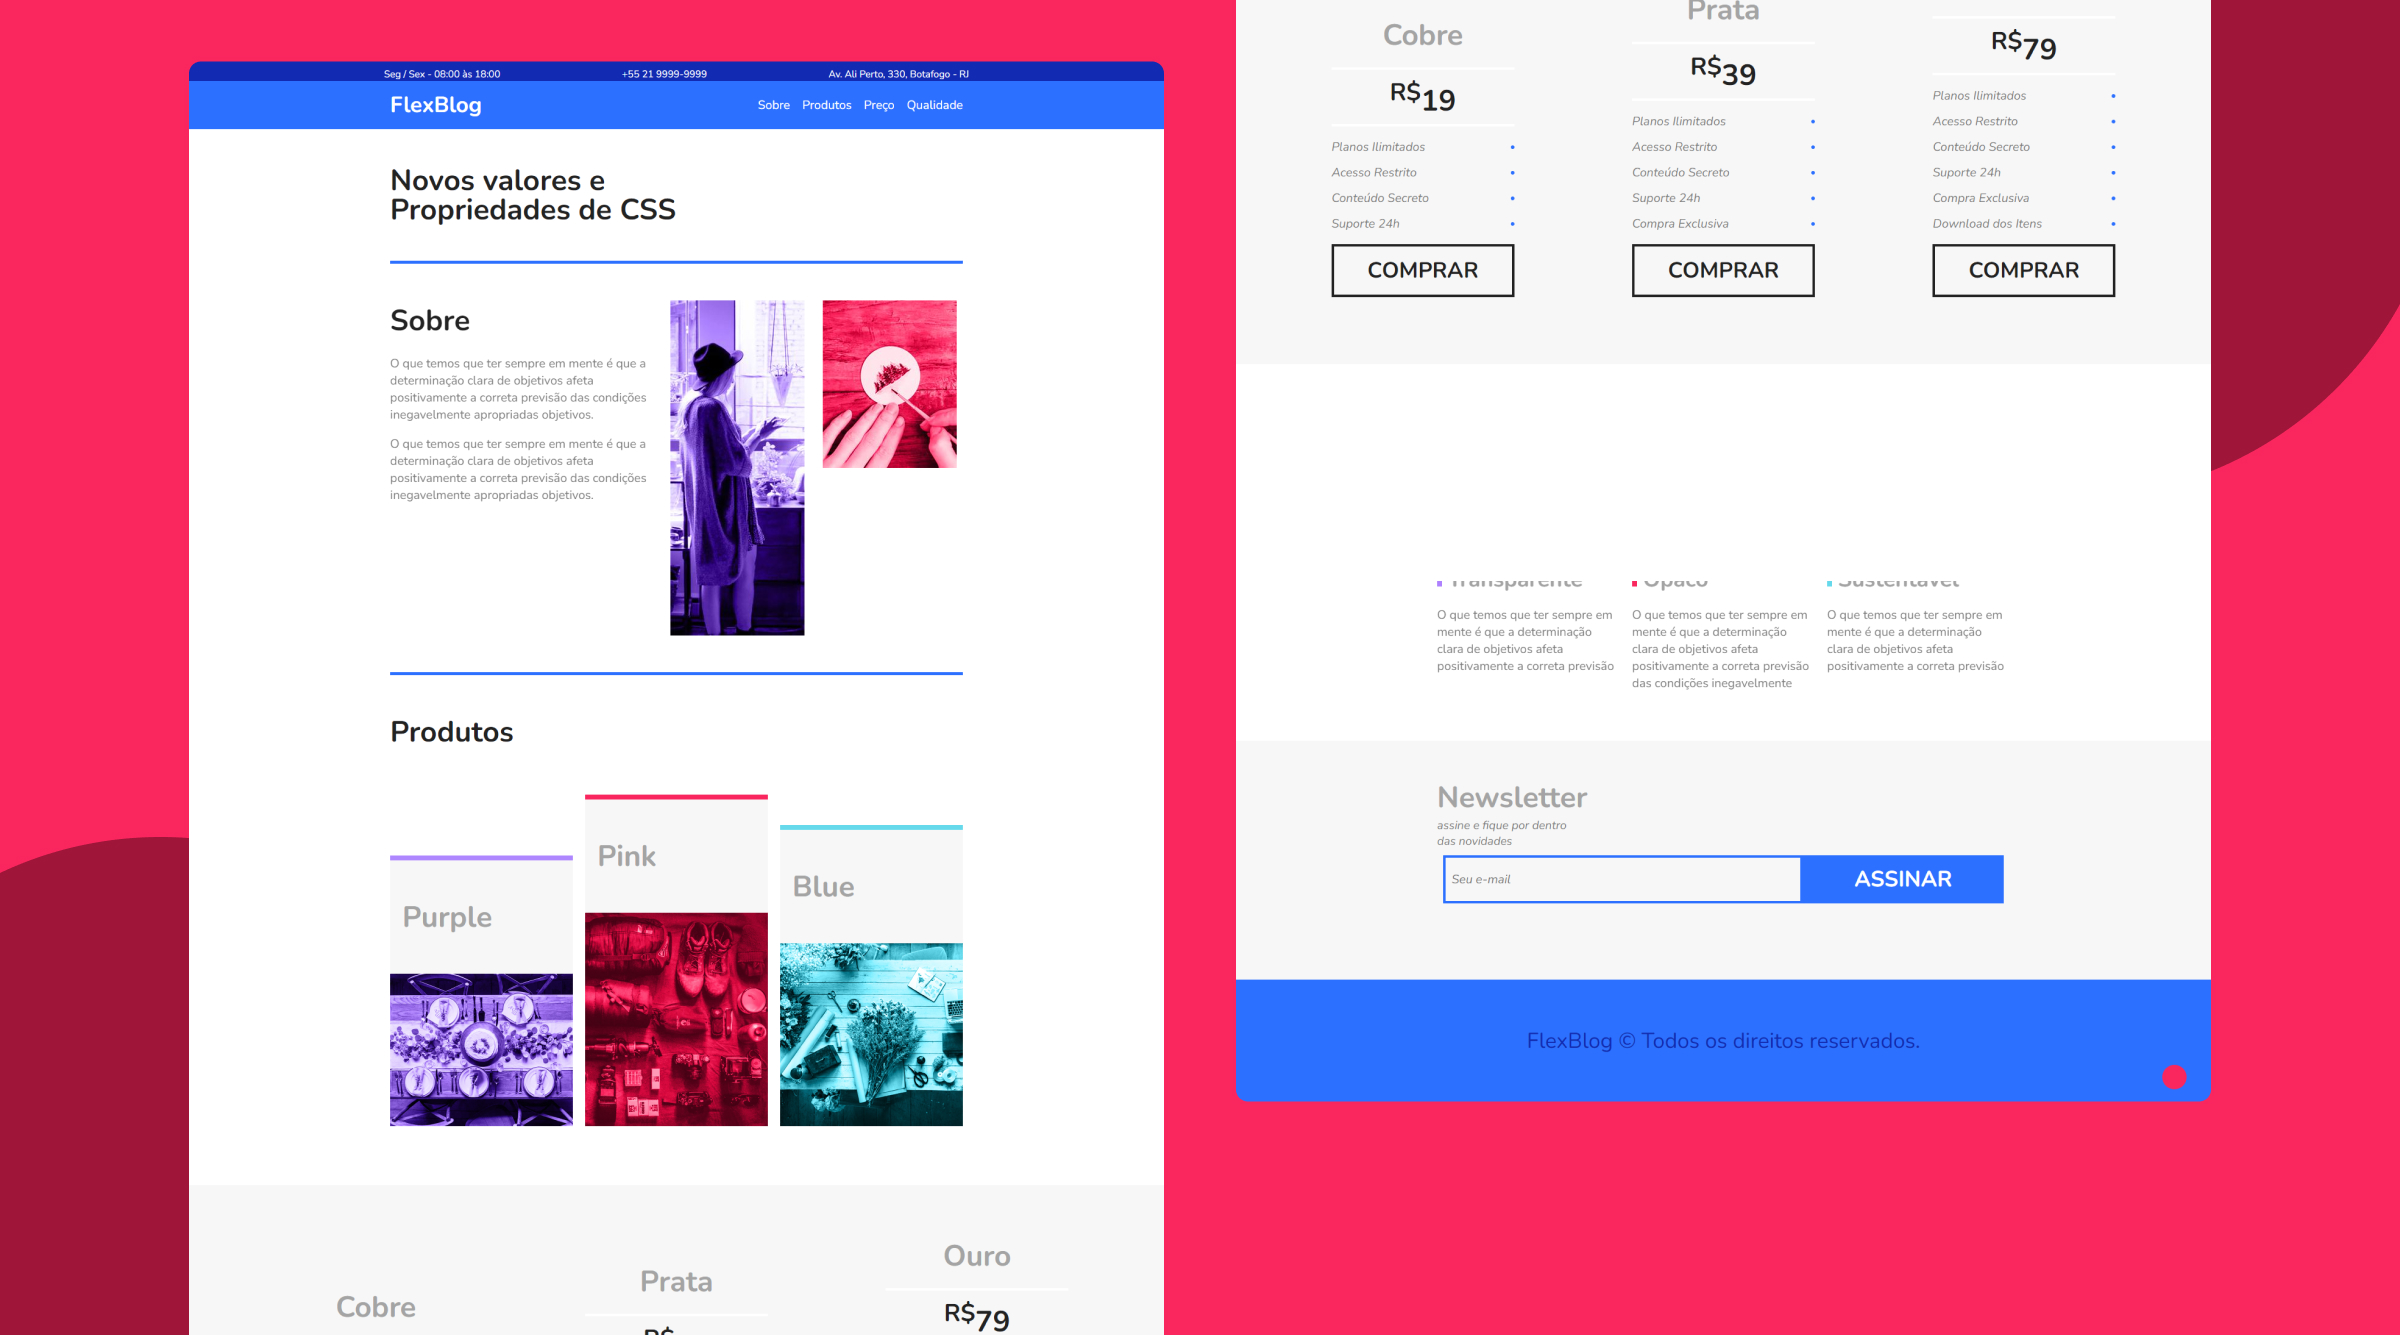 Seg / Sex - 08:00 às 18:00 +55 21 9999-9999 Av. Ali Perto, 330, Botafogo - RJ
FlexBlog Sobre Produtos Preço Qualidade
Novos valores e
Propriedades de CSS
Sobre
O que temos que ter sempre em mente é que a
determinação clara de objetivos afeta
positivamente a correta previsão das condições
inegavelmente apropriadas objetivos.
O que temos que ter sempre em mente é que a
determinação clara de objetivos afeta
positivamente a correta previsão das condições
inegavelmente apropriadas objetivos.
Produtos
Purple
Pink
Blue
Cobre
Prata
R$
Ouro
R$79
Cobre
R$19
Planos Ilimitados
Acesso Restrito
Conteúdo Secreto
Suporte 24h
COMPRAR
Prata
R$39
Planos Ilimitados
Acesso Restrito
Conteúdo Secreto
Suporte 24h
Compra Exclusiva
COMPRAR
R$79
Planos Ilimitados
Acesso Restrito
Conteúdo Secreto
Suporte 24h
Compra Exclusiva
Download dos Itens
COMPRAR
Transparente
O que temos que ter sempre em
mente é que a determinação
clara de objetivos afeta
positivamente a correta previsão
Opaco
O que temos que ter sempre em
mente é que a determinação
clara de objetivos afeta
positivamente a correta previsão
das condições inegavelmente
Sustentável
O que temos que ter sempre em
mente é que a determinação
clara de objetivos afeta
positivamente a correta previsão
Newsletter
assine e fique por dentro
das novidades
Seu e-mail
ASSINAR
FlexBlog © Todos os direitos reservados.